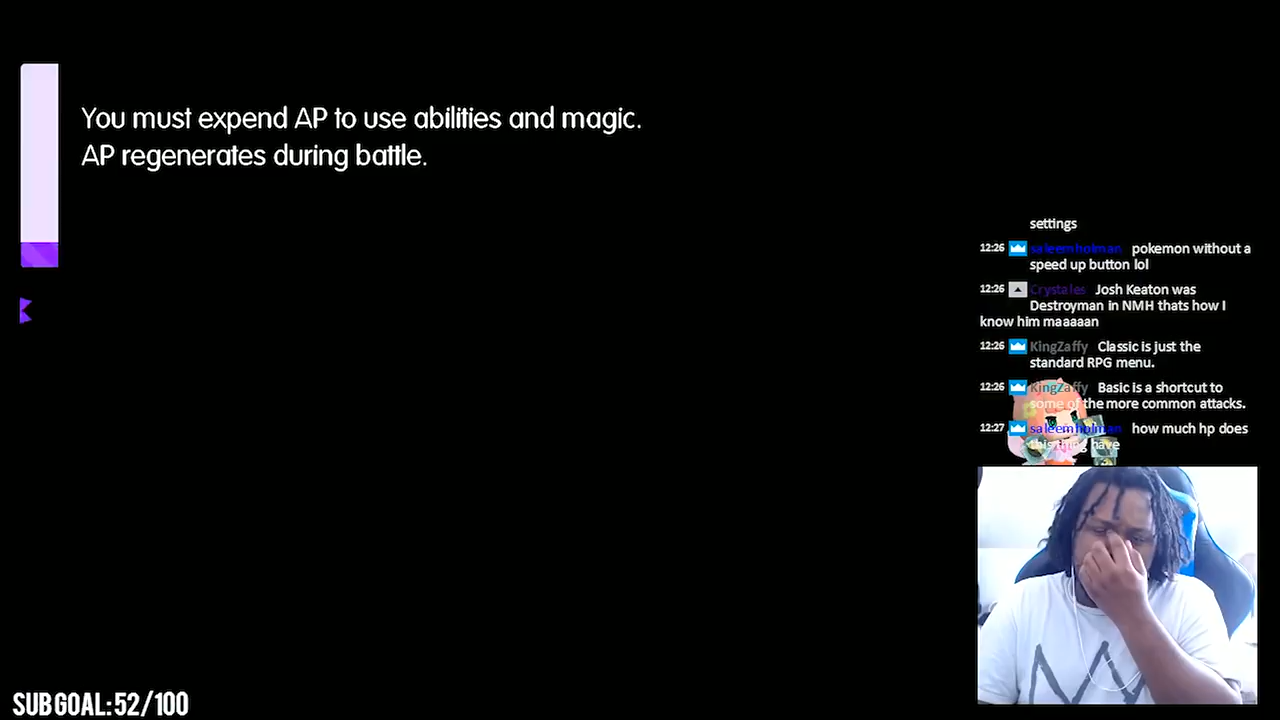 You must expend AP to use abilities and magic.
AP regenerates during battle.
settings
12:26 saleemholman pokemon without a
speed up button lol
12:26 Crystales Josh Keaton was
Destroyman in NMH thats how I
know him maaaaan
12:26 KingZaffy Classic is just the
standard RPG menu.
12:26 KingZaffy Basic is a shortcut to
some of the more common attacks.
12:27 saleemholman how much hp does
this thing have
SUB GOAL: 52/100